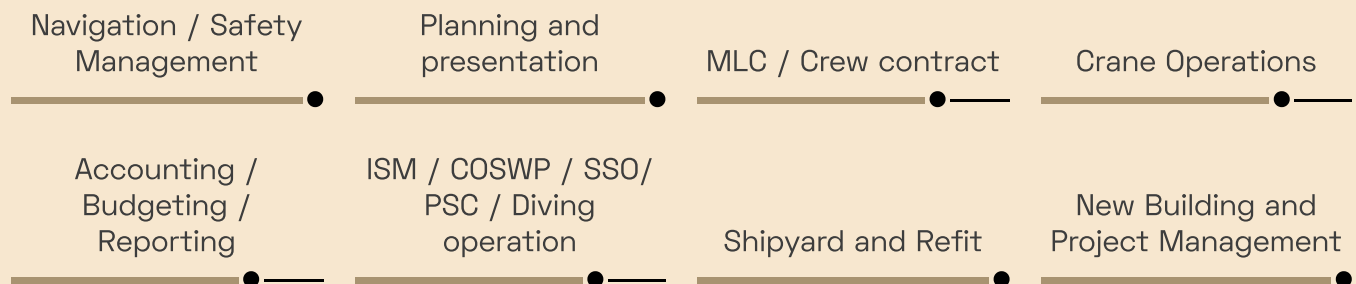 Navigation / Safety
Management
Planning and
presentation
MLC / Crew contract
Crane Operations
Accounting /
Budgeting /
Reporting
ISM / COSWP / SSO/
PSC / Diving
operation
Shipyard and Refit
New Building and
Project Management